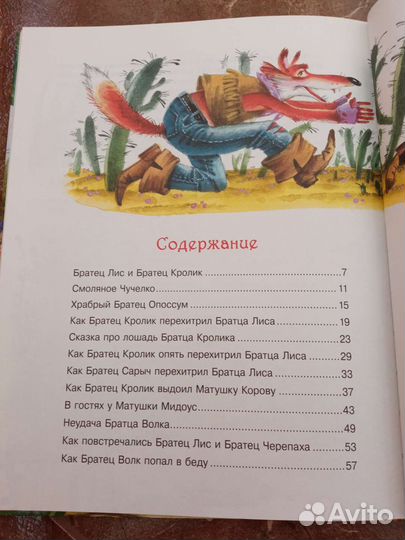 Содержание
Братец Лис и Братец Кролик 7
Смоляное Чучелко 11
Храбрый Братец Опоссум 15
Как Братец Кролик перехитрил Братца Лиса 19
Сказка про лошадь Братца Кролика 23
Как Братец Кролик опять перехитрил Братца Лиса 29
Как Братец Сарыч перехитрил Братца Лиса 33
Как Братец Кролик выдоил Матушку Корову 37
В гостях у Матушки Мидоус 43
Неудача Братца Волка 49
Как повстречались Братец Лис и Братец Черепаха 53
Как Братец Волк попал в беду 57
Avito